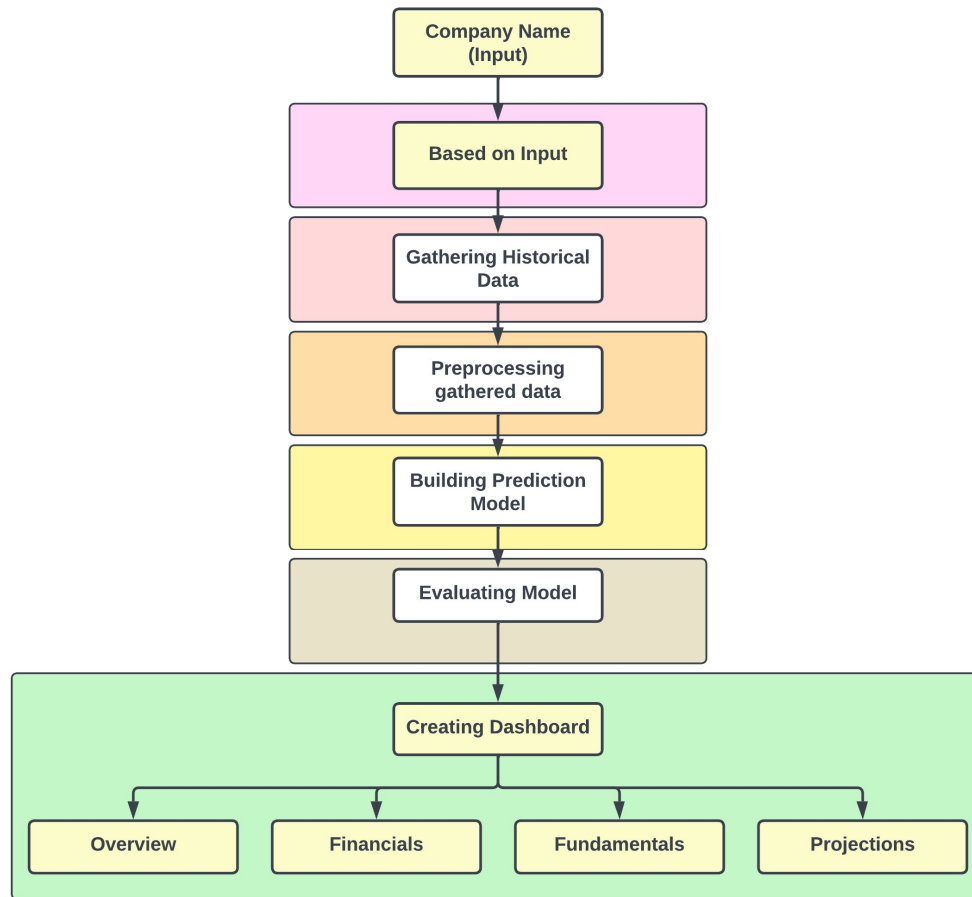 Company Name
(Input)
Based on Input
Gathering Historical
Data
Preprocessing
gathered data
Building Prediction
Model
Evaluating Model
Creating Dashboard
Overview
Financials
Fundamentals
Projections